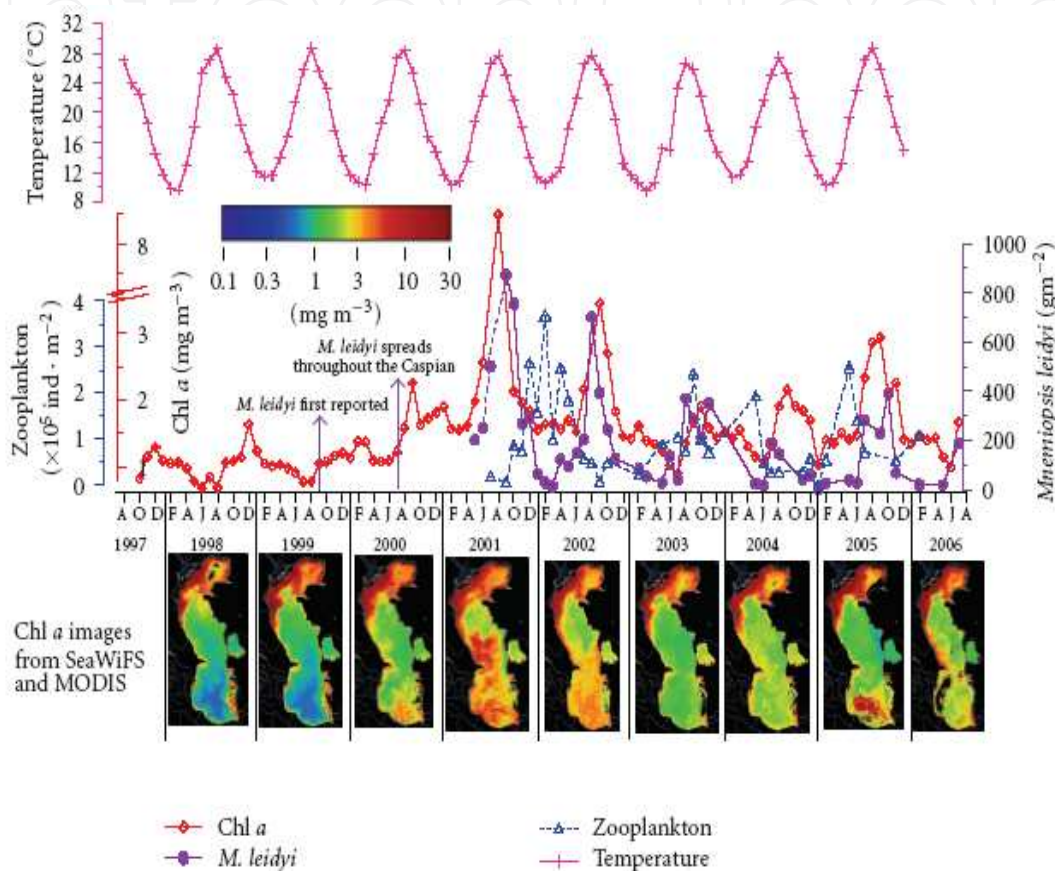 Temperature (°C)
32
28
24
20
16
12
8
Zooplankton
(×10⁵ ind · m⁻²)
4
3
2
1
0
Chl a (mg m⁻³)
8
3
2
1
0.1 0.3 1 3 10 30
(mg m⁻³)
M. leidyi spreads
throughout the Caspian
M. leidyi first reported
1000
800
600
400
200
0
Mnemiopsis leidyi (gm⁻²)
A O D F A J A O D F A J A O D F A J A O D F A J A O D F A J A O D F A J A O D F A J A O D F A J A O D F A J A
1997 1998 1999 2000 2001 2002 2003 2004 2005 2006
Chl a images
from SeaWiFS
and MODIS
Chl a
M. leidyi
Zooplankton
Temperature